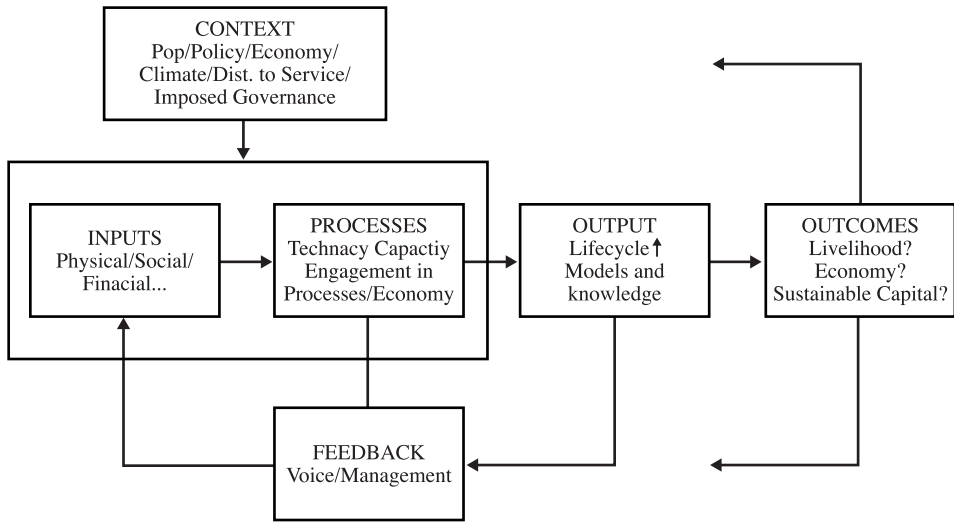 CONTEXT
Pop/Policy/Economy/
Climate/Dist. to Service/
Imposed Governance
INPUTS
Physical/Social/
Finacial...
PROCESSES
Technacy Capactiy
Engagement in
Processes/Economy
OUTPUT
Lifecycle↑
Models and
knowledge
OUTCOMES
Livelihood?
Economy?
Sustainable Capital?
FEEDBACK
Voice/Management